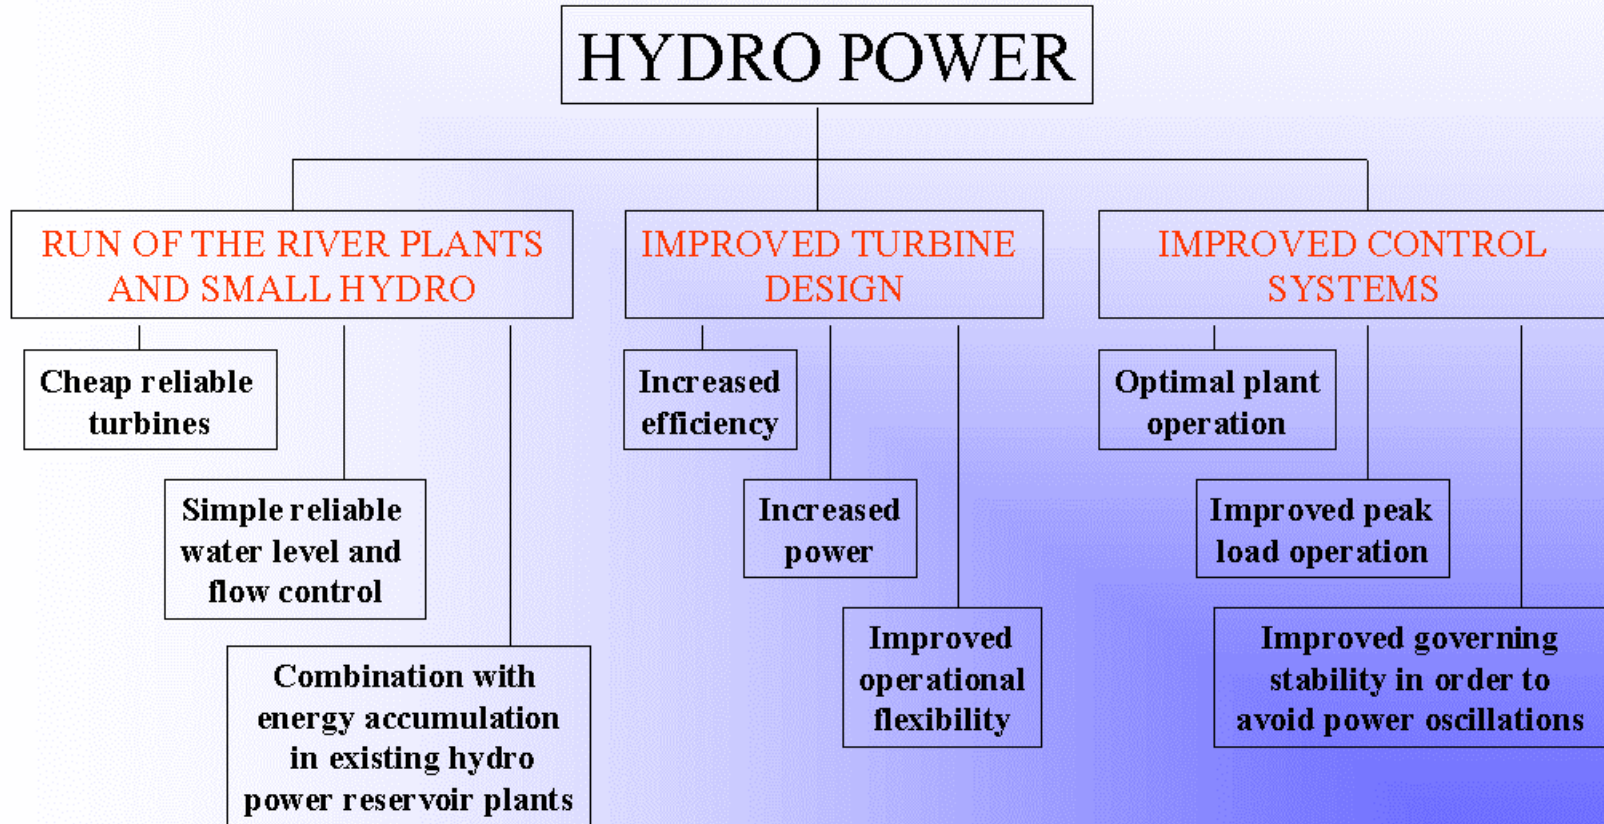 HYDRO POWER
RUN OF THE RIVER PLANTS
AND SMALL HYDRO
Cheap reliable
turbines
Simple reliable
water level and
flow control
Combination with
energy accumulation
in existing hydro
power reservoir plants
IMPROVED TURBINE
DESIGN
Increased
efficiency
Increased
power
Improved
operational
flexibility
IMPROVED CONTROL
SYSTEMS
Optimal plant
operation
Improved peak
load operation
Improved governing
stability in order to
avoid power oscillations